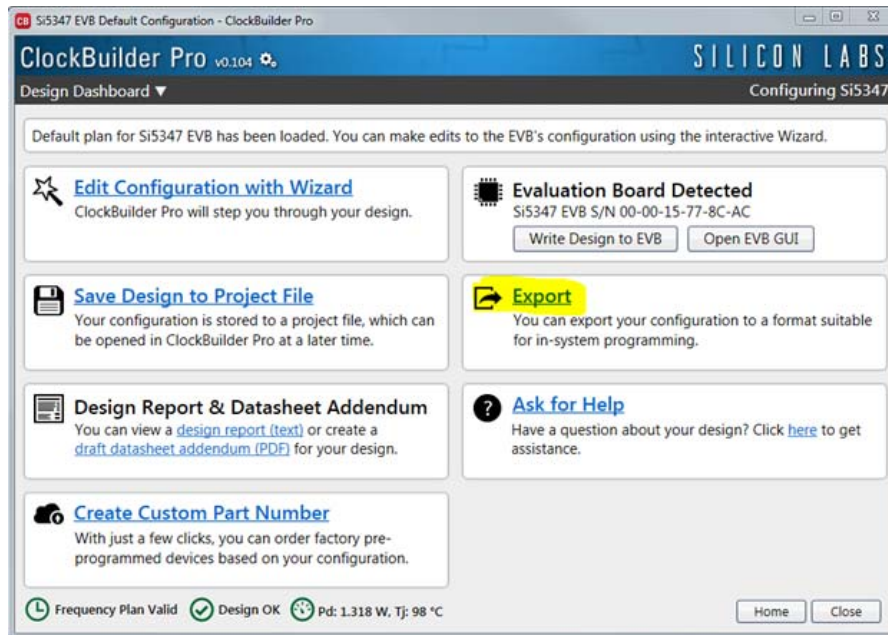 CB Si5347 EVB Default Configuration - ClockBuilder Pro
ClockBuilder Pro v0.104
SILICON LABS
Design Dashboard ▼
Configuring Si5347
Default plan for Si5347 EVB has been loaded. You can make edits to the EVB's configuration using the interactive Wizard.
Edit Configuration with Wizard
ClockBuilder Pro will step you through your design.
Evaluation Board Detected
Si5347 EVB S/N 00-00-15-77-8C-AC
Write Design to EVB
Open EVB GUI
Save Design to Project File
Your configuration is stored to a project file, which can
be opened in ClockBuilder Pro at a later time.
Export
You can export your configuration to a format suitable
for in-system programming.
Design Report & Datasheet Addendum
You can view a design report (text) or create a
draft datasheet addendum (PDF) for your design.
? Ask for Help
Have a question about your design? Click here to get
assistance.
Create Custom Part Number
With just a few clicks, you can order factory pre-
programmed devices based on your configuration.
Frequency Plan Valid
Design OK
Pd: 1.318 W, Tj: 98 °C
Home
Close